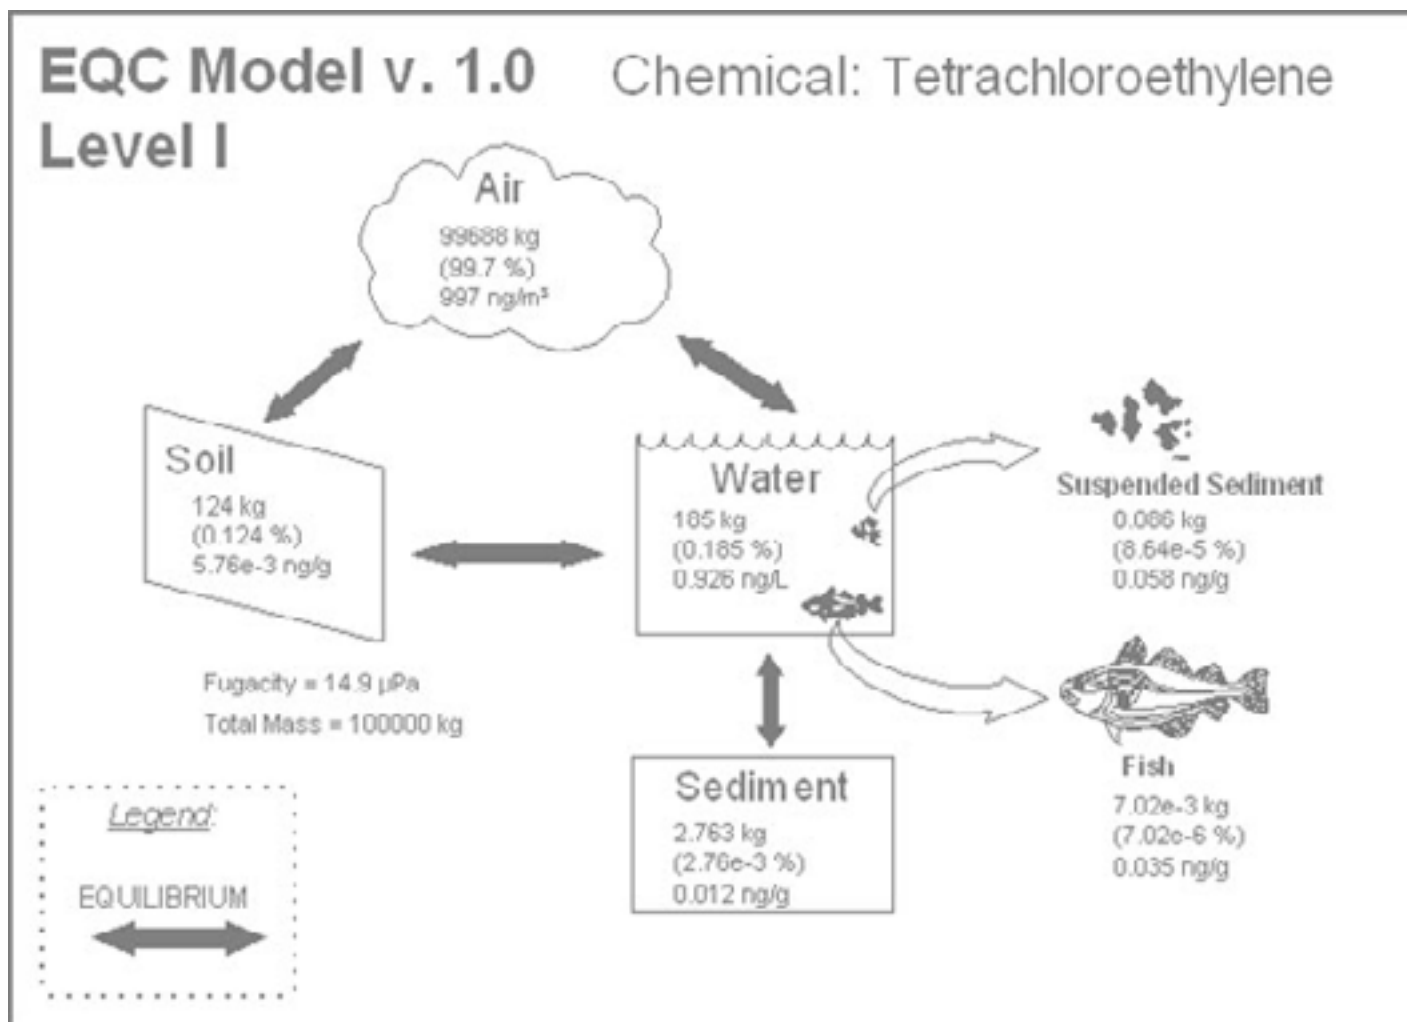 EQC Model v. 1.0 Chemical: Tetrachloroethylene
Level I
Air
99688 kg
(99.7 %)
997 ng/m³
Soil
124 kg
(0.124 %)
5.76e-3 ng/g
Water
185 kg
(0.185 %)
0.926 ng/L
Suspended Sediment
0.086 kg
(8.64e-5 %)
0.058 ng/g
Fugacity = 14.9 µPa
Total Mass = 100000 kg
Fish
7.02e-3 kg
(7.02e-6 %)
0.035 ng/g
Sediment
2.763 kg
(2.76e-3 %)
0.012 ng/g
Legend:
EQUILIBRIUM